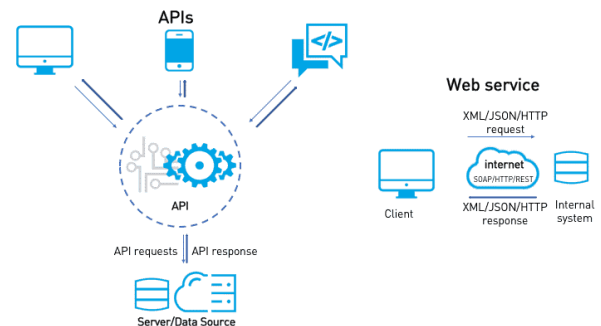 APIs
</>
API
API requests
API response
Server/Data Source
Web service
XML/JSON/HTTP
request
internet
SOAP/HTTP/REST
Client
XML/JSON/HTTP
response
Internal
system